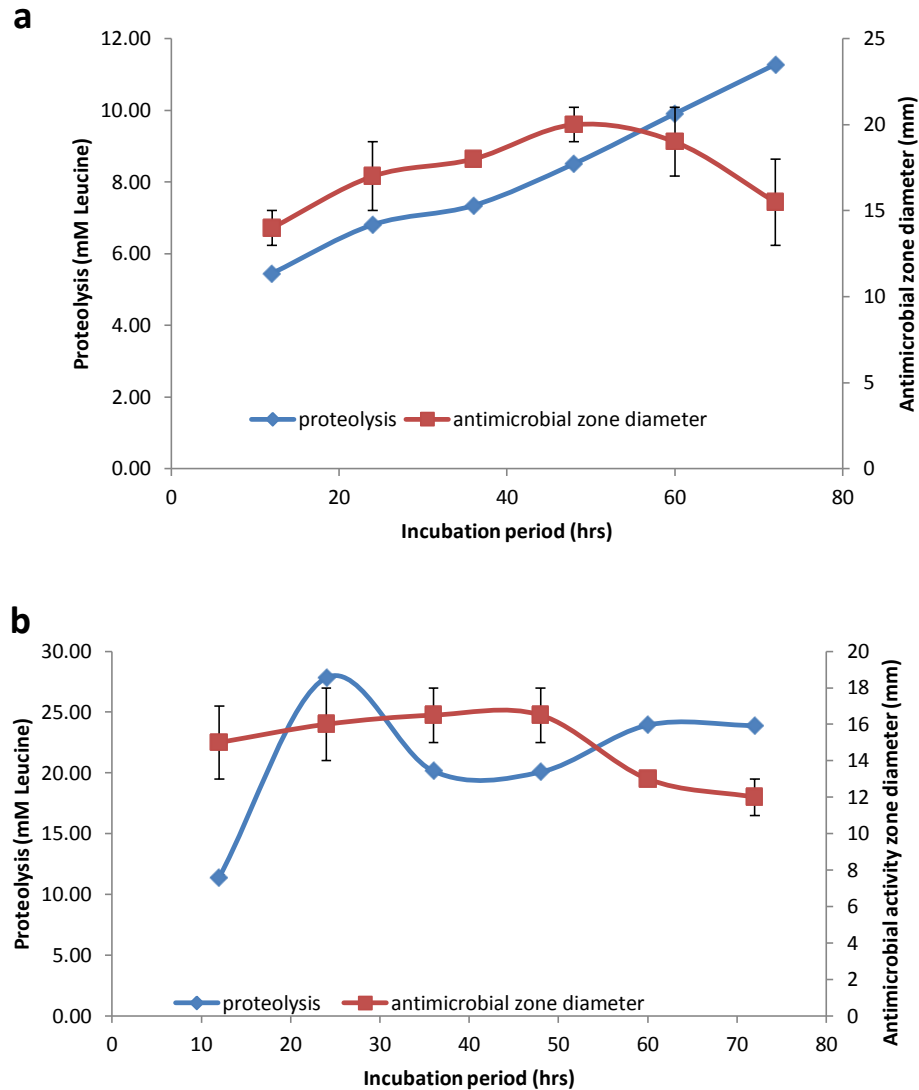 a
12.00
10.00
8.00
6.00
4.00
2.00
0.00
Proteolysis (mM Leucine)
25
20
15
10
5
0
Antimicrobial zone diameter (mm)
proteolysis antimicrobial zone diameter
0 20 40 60 80
Incubation period (hrs)
b
30.00
25.00
20.00
15.00
10.00
5.00
0.00
Proteolysis (mM Leucine)
20
18
16
14
12
10
8
6
4
2
0
Antimicrobial activity zone diameter (mm)
proteolysis antimicrobial zone diameter
0 10 20 30 40 50 60 70 80
Incubation period (hrs)